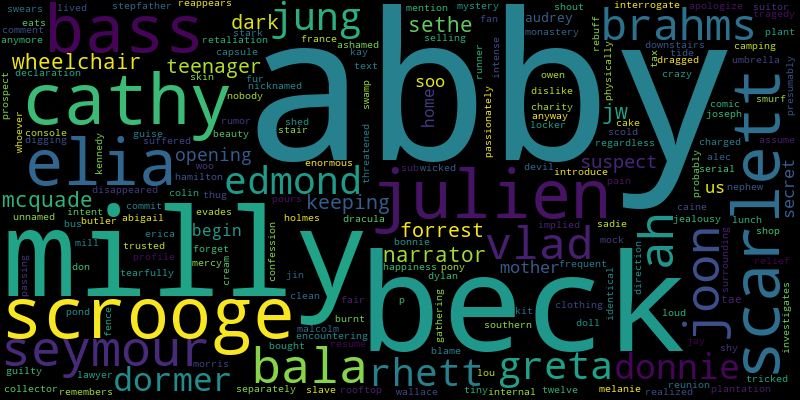 swears lived stepfather reappears
comment bass dark jung mention mystery fan shout interrogate apologize suitor
eats retaliation stark sethe audrey brahms tragedy
anymore wheelchair france ashamed selling monastery rebuff downstairs plant
declaration teenager capsule kay text runner intense physically tax tide dragged camping
prospect cathy skin fur nicknamed abby soo owen dislike crazy umbrella
whoever console nobody swamp home passionately charity anyway jw comic smurf presumably
digging guise rumor shed locker cake scold joseph
kennedy suffered beauty stair regardless charged assume
elia opening enormous threatened sub wicked devil suspect alec scarlett
disappeared woo hamilton edmond julien introduce probably serial
mcquade colin thug pours keeping pain us nephew secret
unnamed intent commit abigail evades holmes dracula implied sadie ah caine lunch
bus butler begin confession forrest vlad mock jealousy shop
passing milly mill erica trusted forget bonnie narrator mother frequent joon surrounding
don profile mercy jin happiness pony identical direction relief
tearfully cream clean dylan clothing tae
pond scrooge fair p beck kit doll loud investigates
fence burnt gathering southern
seymour malcolm resume encountering blame jay shy
guilty lawyer morris bought bala rhett lou greta donnie reunion tricked
collector remembers dormer separately slave rooftop wallace tiny internal twelve melanie realized plantation